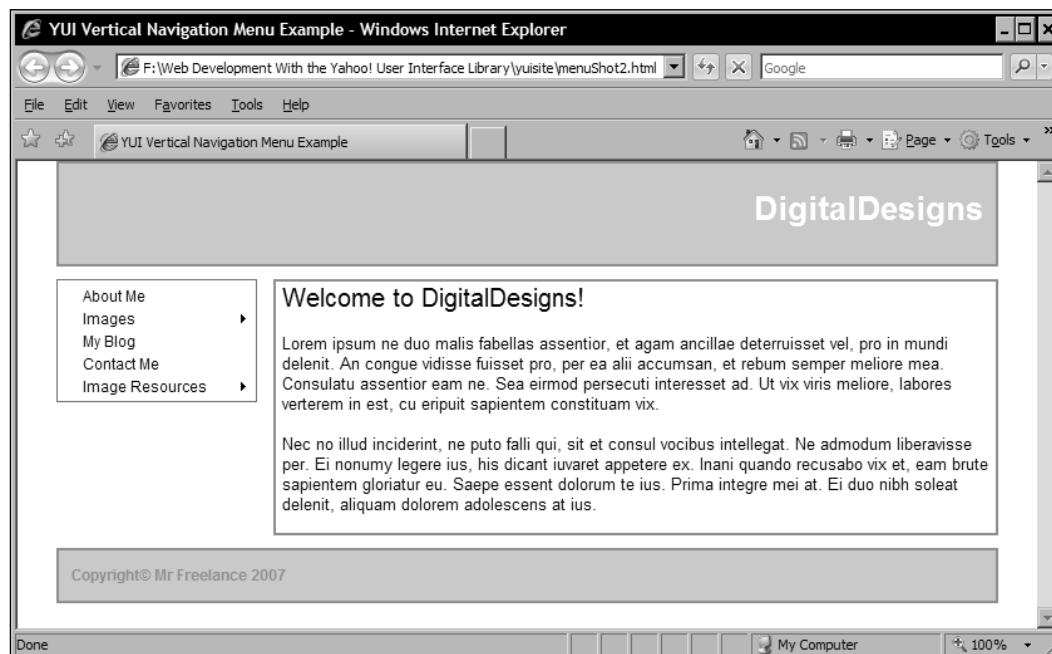 YUI Vertical Navigation Menu Example - Windows Internet Explorer
F:\Web Development With the Yahoo! User Interface Library\yuisite\menuShot2.html
Google
File Edit View Favorites Tools Help
YUI Vertical Navigation Menu Example
Page Tools »
DigitalDesigns
About Me
Images
My Blog
Contact Me
Image Resources
Welcome to DigitalDesigns!
Lorem ipsum ne duo malis fabellas assentior, et agam ancillae deterruisset vel, pro in mundi
delenit. An congue vidisse fuisset pro, per ea alii accumsan, et rebum semper meliore mea.
Consulatu assentior eam ne. Sea eirmod persecuti interesset ad. Ut vix viris meliore, labores
verterem in est, cu eripuit sapientem constituam vix.
Nec no illud inciderint, ne puto falli qui, sit et consul vocibus intellegat. Ne admodum liberavisse
per. Ei nonumy legere ius, his dicant iuvaret appetere ex. Inani quando recusabo vix et, eam brute
sapientem gloriatur eu. Saepe essent dolorum te ius. Prima integre mei at. Ei duo nibh soleat
delenit, aliquam dolorem adolescens at ius.
Copyright© Mr Freelance 2007
Done My Computer 100%